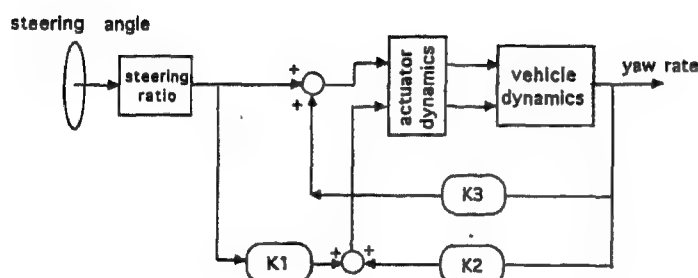 steering angle
steering
ratio
+
+
actuator
dynamics
vehicle
dynamics
yaw rate
K3
K1
+
+
K2